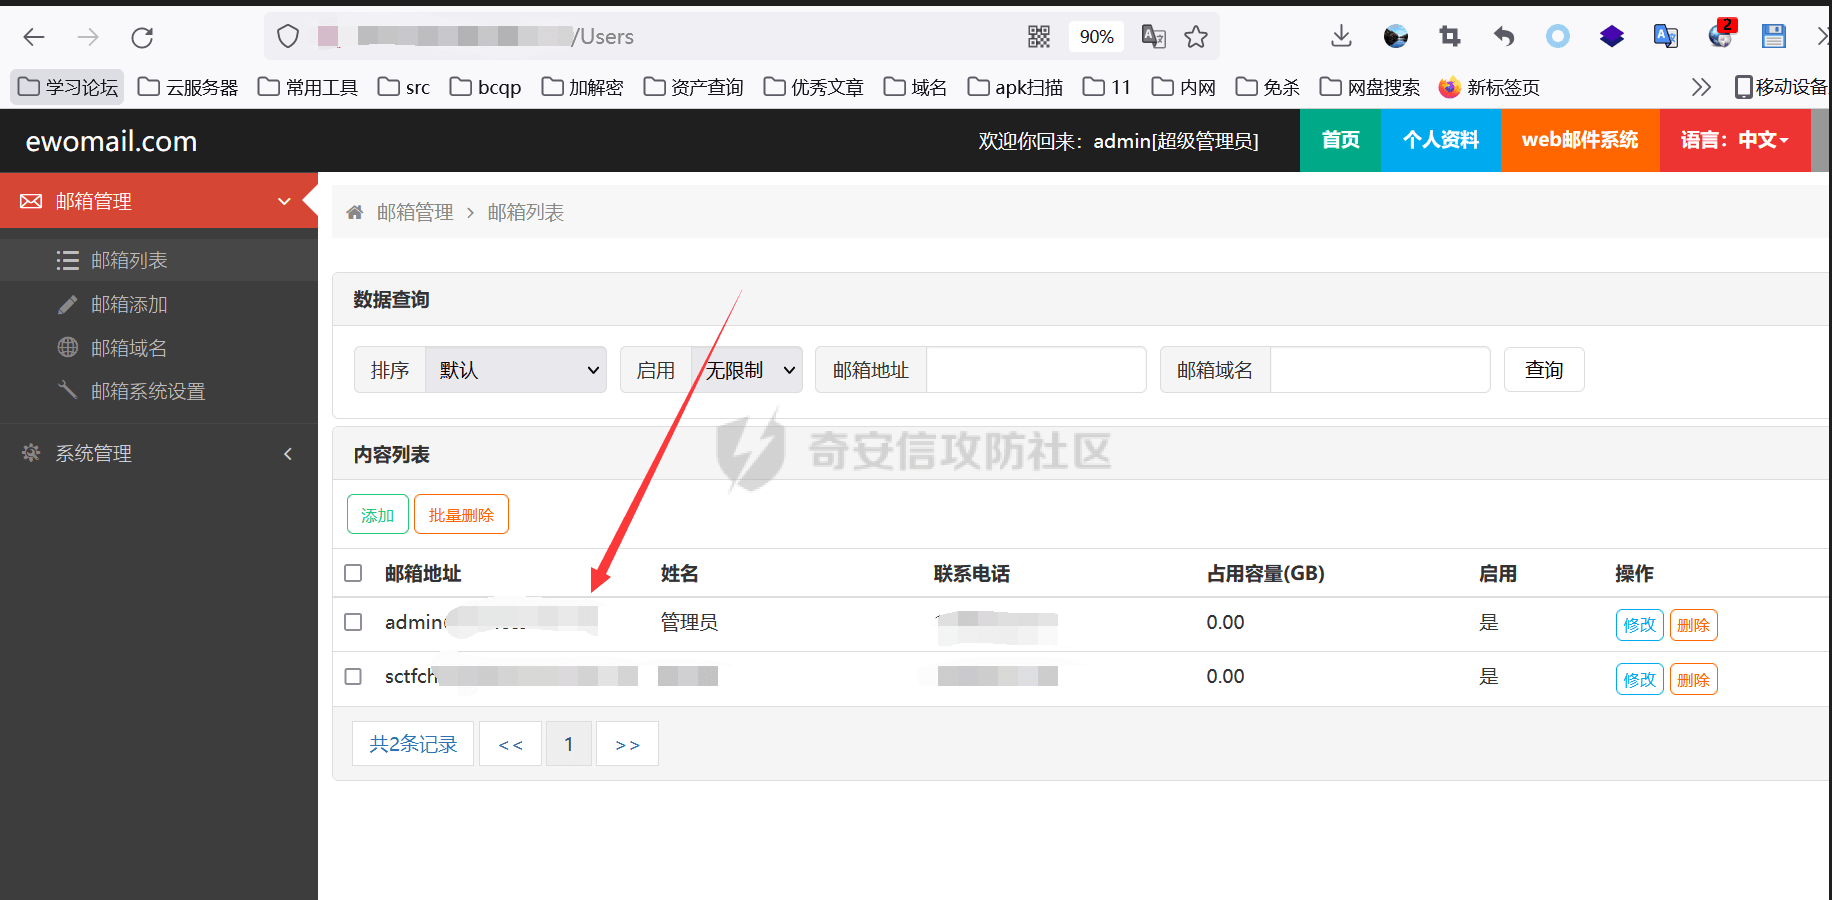 /Users
90%
2
学习论坛 云服务器 常用工具 src bcqp 加解密 资产查询 优秀文章 域名 apk扫描 11 内网 免杀 网盘搜索 新标签页 移动设备
ewomail.com
欢迎你回来：admin[超级管理员]
首页 个人资料 web邮件系统 语言：中文
邮箱管理
邮箱列表
邮箱添加
邮箱域名
邮箱系统设置
系统管理
邮箱管理 > 邮箱列表
数据查询
排序 默认 启用 无限制 邮箱地址 邮箱域名 查询
内容列表
奇安信攻防社区
添加 批量删除
邮箱地址 姓名 联系电话 占用容量(GB) 启用 操作
admin 管理员 0.00 是 修改 删除
sctfch 0.00 是 修改 删除
共2条记录 << 1 >>